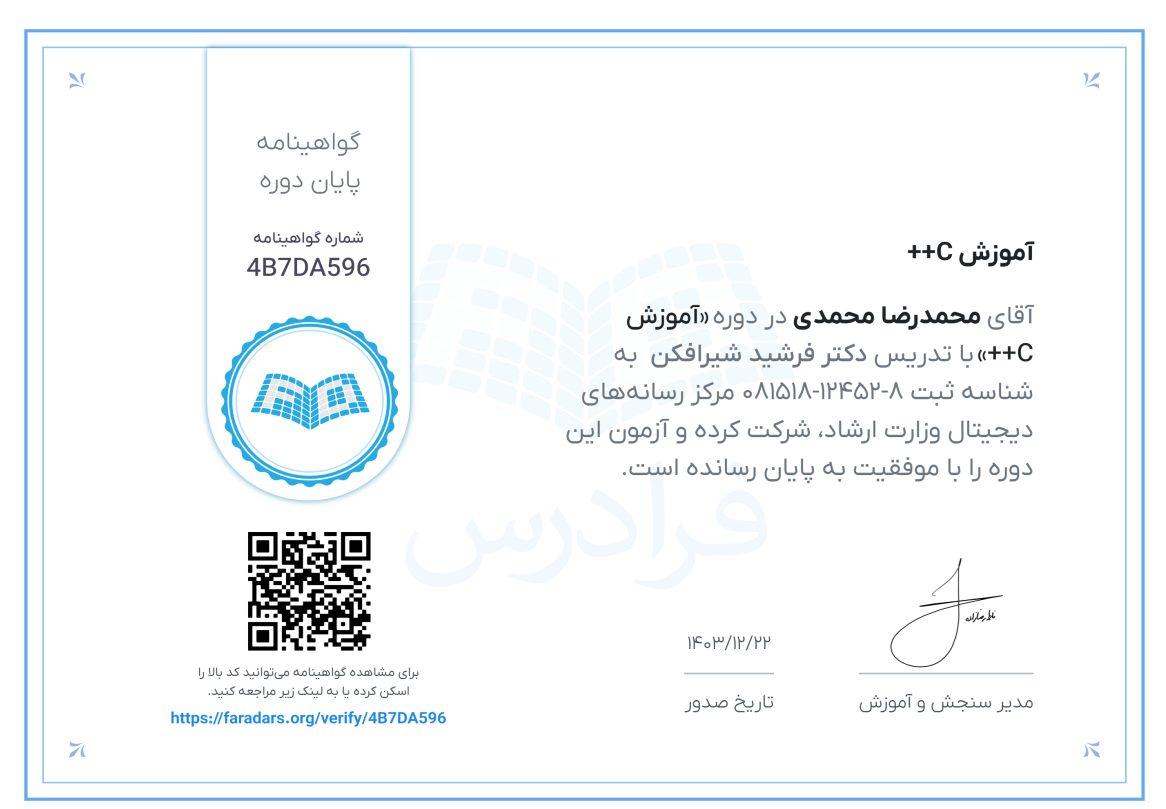 گواهینامه
پایان دوره
شماره گواهینامه
4B7DA596
آموزش C++
آقای محمدرضا محمدی در دوره «آموزش
C++» با تدریس دکتر فرشید شیرافکن به
شناسه ثبت ۸-۱۲۴۵۲-۰۸۱۵۱۸ مرکز رسانه‌های
دیجیتال وزارت ارشاد، شرکت کرده و آزمون این
دوره را با موفقیت به پایان رسانده است.
فرادرس
برای مشاهده گواهینامه می‌توانید کد بالا را
اسکن کرده یا به لینک زیر مراجعه کنید.
https://faradars.org/verify/4B7DA596
۱۴۰۳/۱۲/۲۲
تاریخ صدور
مدیر سنجش و آموزش